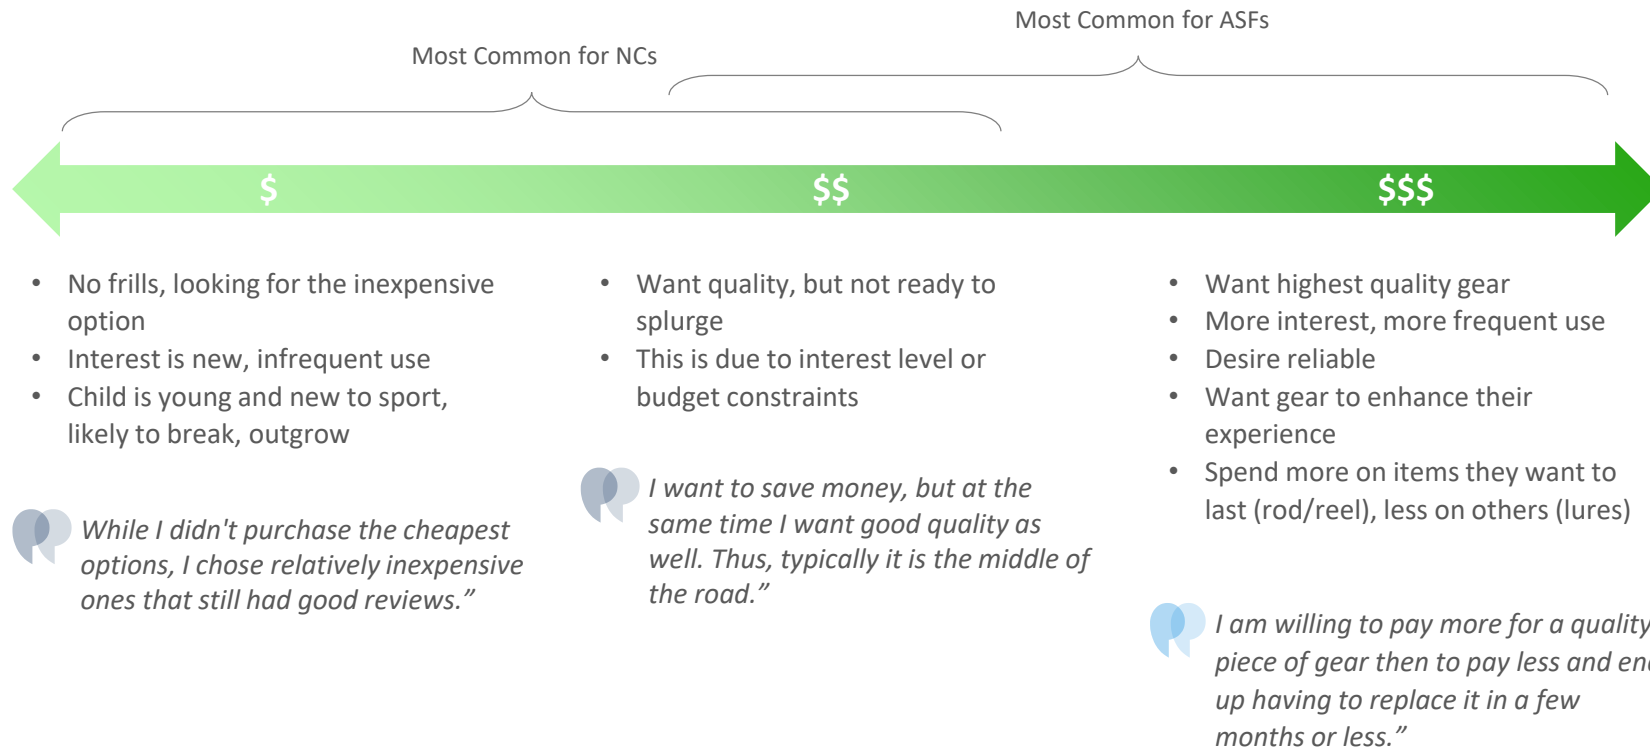 Most Common for ASFs
Most Common for NCs
$
$$
$$$
• No frills, looking for the inexpensive
option
• Interest is new, infrequent use
• Child is young and new to sport,
likely to break, outgrow
While I didn't purchase the cheapest
options, I chose relatively inexpensive
ones that still had good reviews.”
• Want quality, but not ready to
splurge
• This is due to interest level or
budget constraints
I want to save money, but at the
same time I want good quality as
well. Thus, typically it is the middle of
the road.”
• Want highest quality gear
• More interest, more frequent use
• Desire reliable
• Want gear to enhance their
experience
• Spend more on items they want to
last (rod/reel), less on others (lures)
I am willing to pay more for a quality
piece of gear then to pay less and end
up having to replace it in a few
months or less.”